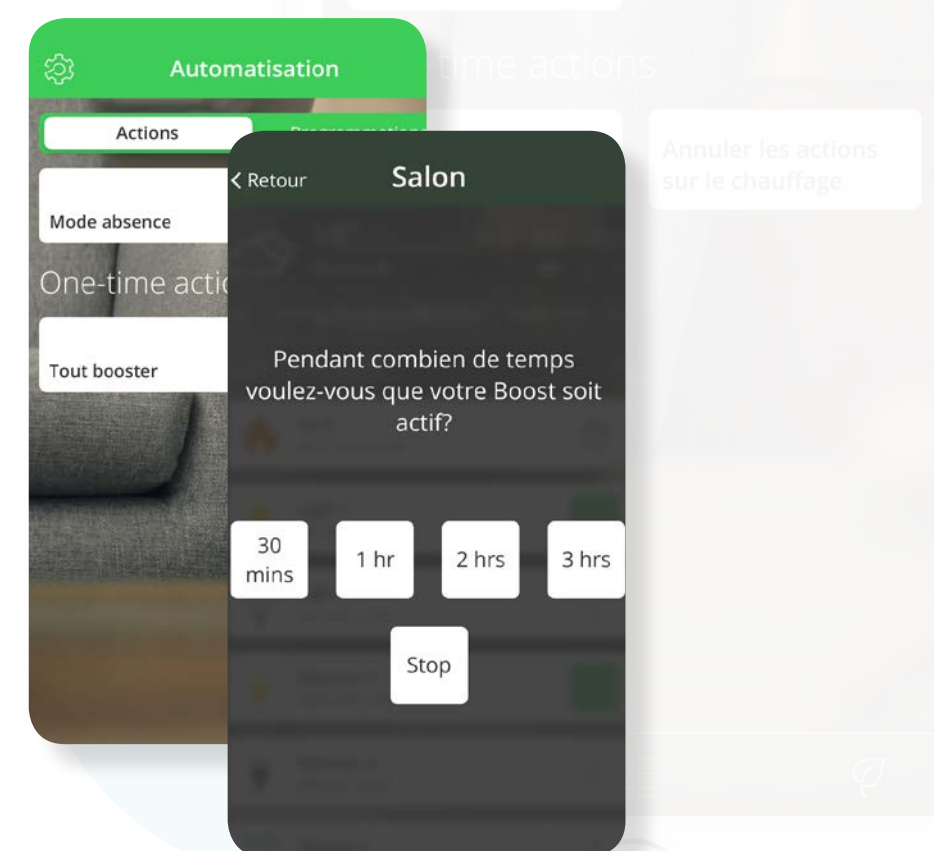 Automatisation
Actions
Programmations
Mode absence
One-time actio
Tout booster
-time actions
Annuler les actions
sur le chauffage
Retour
Salon
Pendant combien de temps
voulez-vous que votre Boost soit
actif?
30
mins
1 hr
2 hrs
3 hrs
Stop